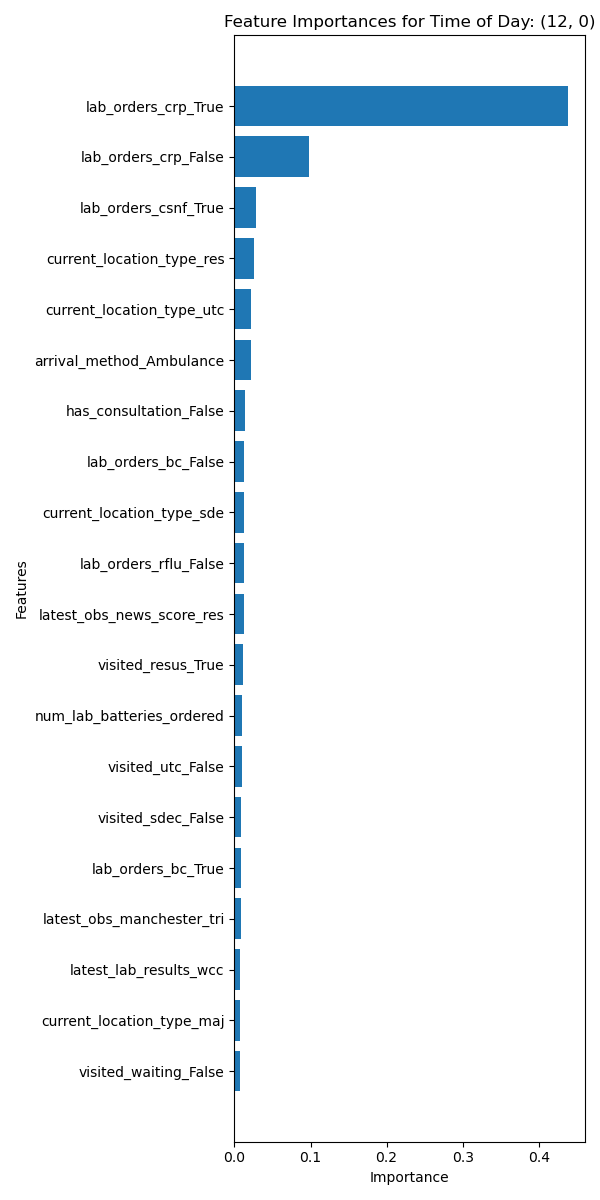 Feature Importances for Time of Day: (12, 0)
lab_orders_crp_True
lab_orders_crp_False
lab_orders_csnf_True
current_location_type_res
current_location_type_utc
arrival_method_Ambulance
has_consultation_False
lab_orders_bc_False
current_location_type_sde
lab_orders_rflu_False
latest_obs_news_score_res
visited_resus_True
num_lab_batteries_ordered
visited_utc_False
visited_sdec_False
lab_orders_bc_True
latest_obs_manchester_tri
latest_lab_results_wcc
current_location_type_maj
visited_waiting_False
Features
0.0 0.1 0.2 0.3 0.4
Importance